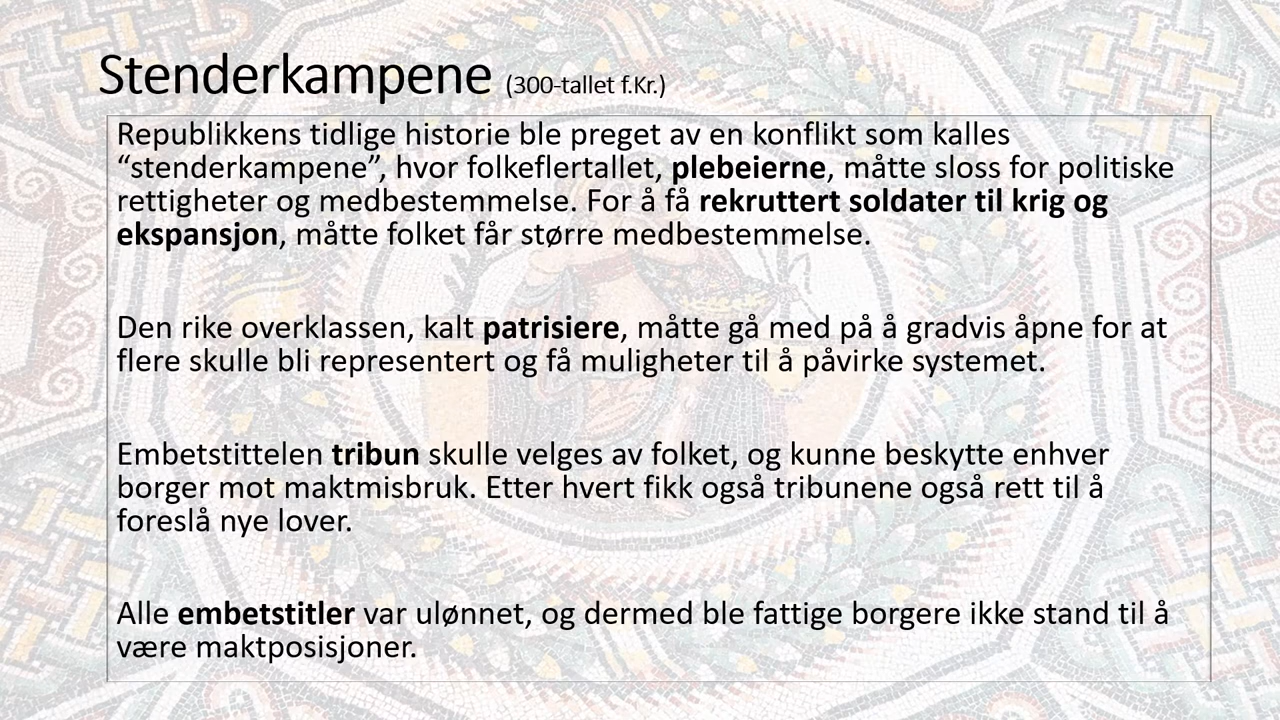 Stenderkampene (300-tallet f.Kr.)
Republikkens tidlige historie ble preget av en konflikt som kalles
“stenderkampene”, hvor folkeflertallet, plebeierne, måtte sloss for politiske
rettigheter og medbestemmelse. For å få rekruttert soldater til krig og
ekspansjon, måtte folket får større medbestemmelse.
Den rike overklassen, kalt patrisiere, måtte gå med på å gradvis åpne for at
flere skulle bli representert og få muligheter til å påvirke systemet.
Embetstittelen tribun skulle velges av folket, og kunne beskytte enhver
borger mot maktmisbruk. Etter hvert fikk også tribunene også rett til å
foreslå nye lover.
Alle embetstitler var ulønnet, og dermed ble fattige borgere ikke stand til å
være maktposisjoner.